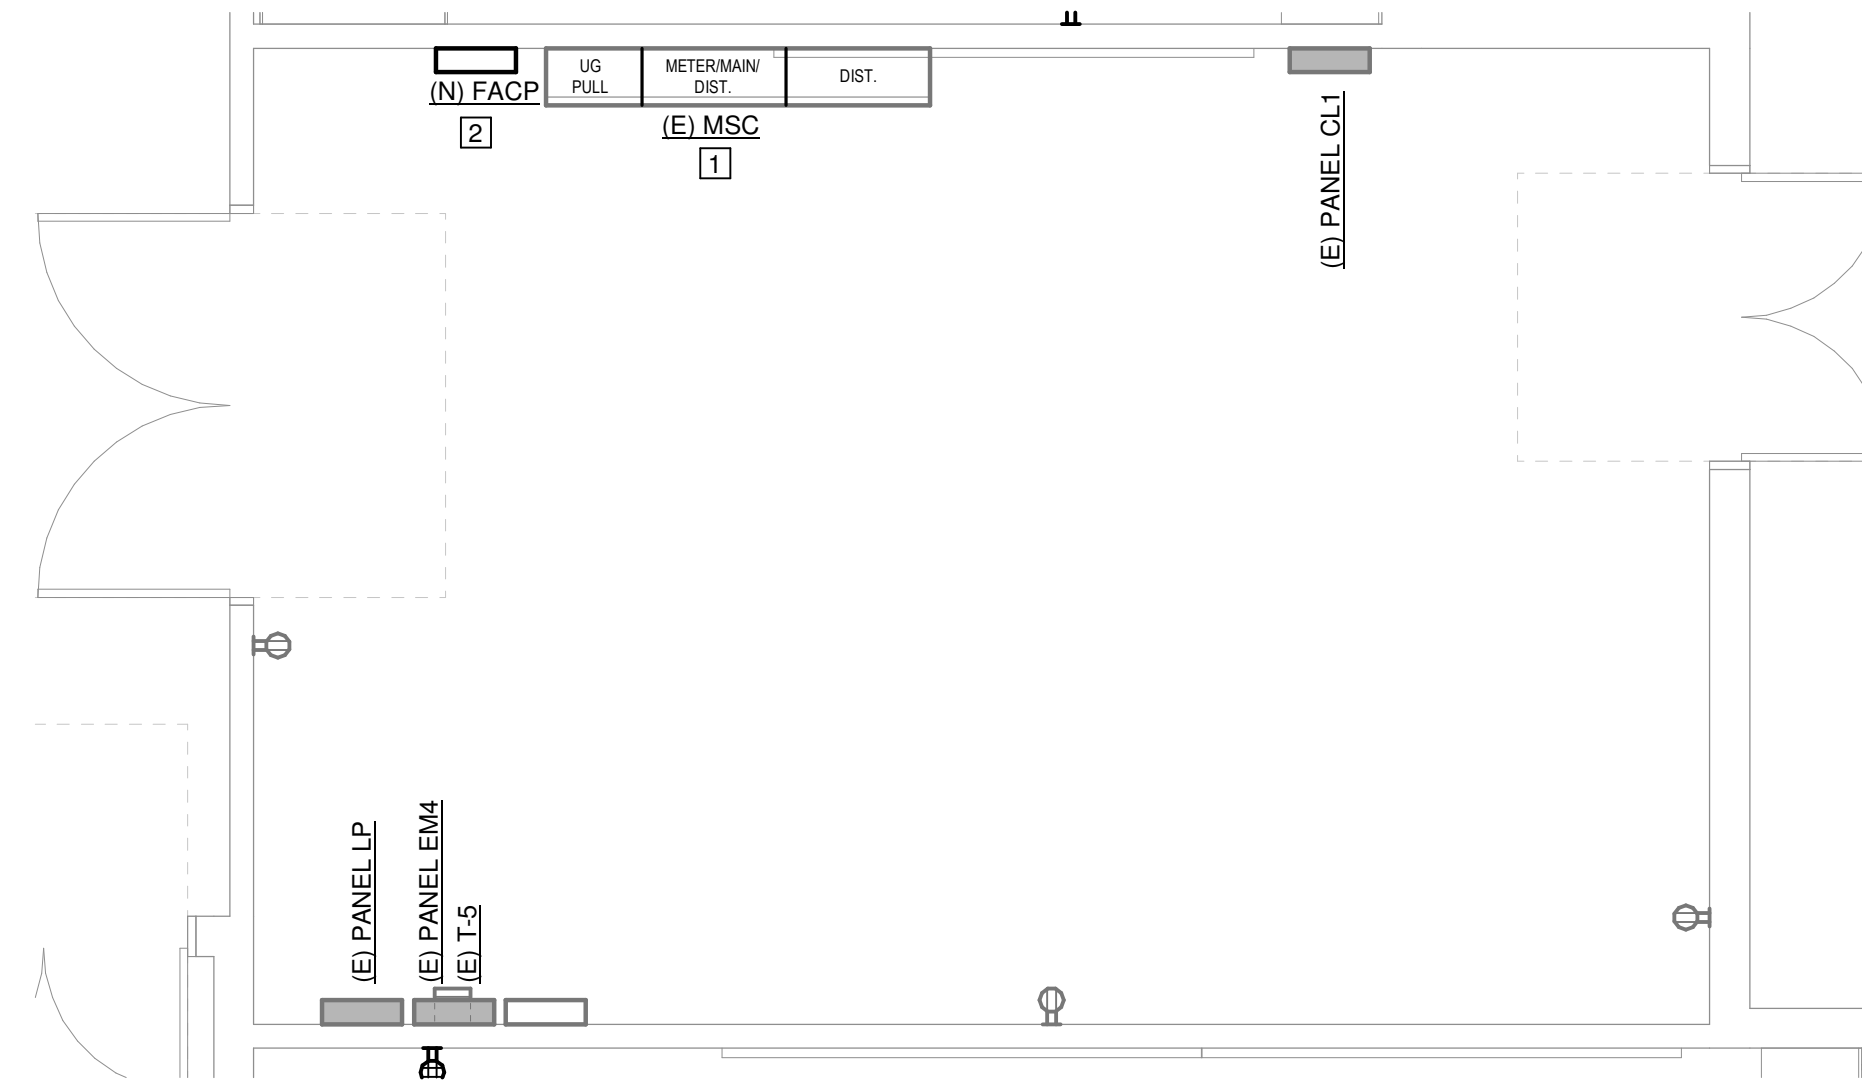 UG
PULL
METER/MAIN/
DIST.
DIST.
(N) FACP
2
(E) MSC
1
(E) PANEL CL1
(E) PANEL LP
(E) PANEL EM4
(E) T-5